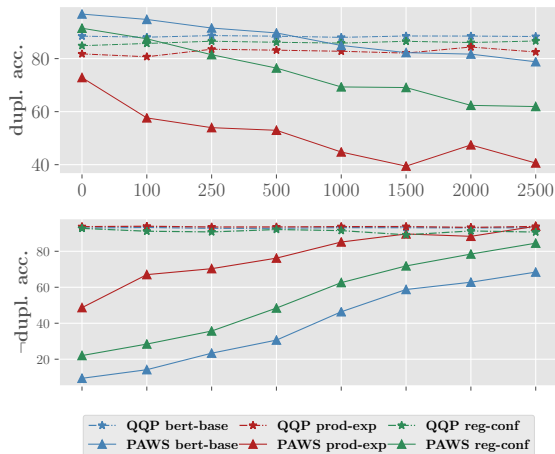 80
60
40
dupl. acc.
0 100 250 500 1000 1500 2000 2500
80
60
40
20
¬dupl. acc.
QQP bert-base QQP prod-exp QQP reg-conf
PAWS bert-base PAWS prod-exp PAWS reg-conf